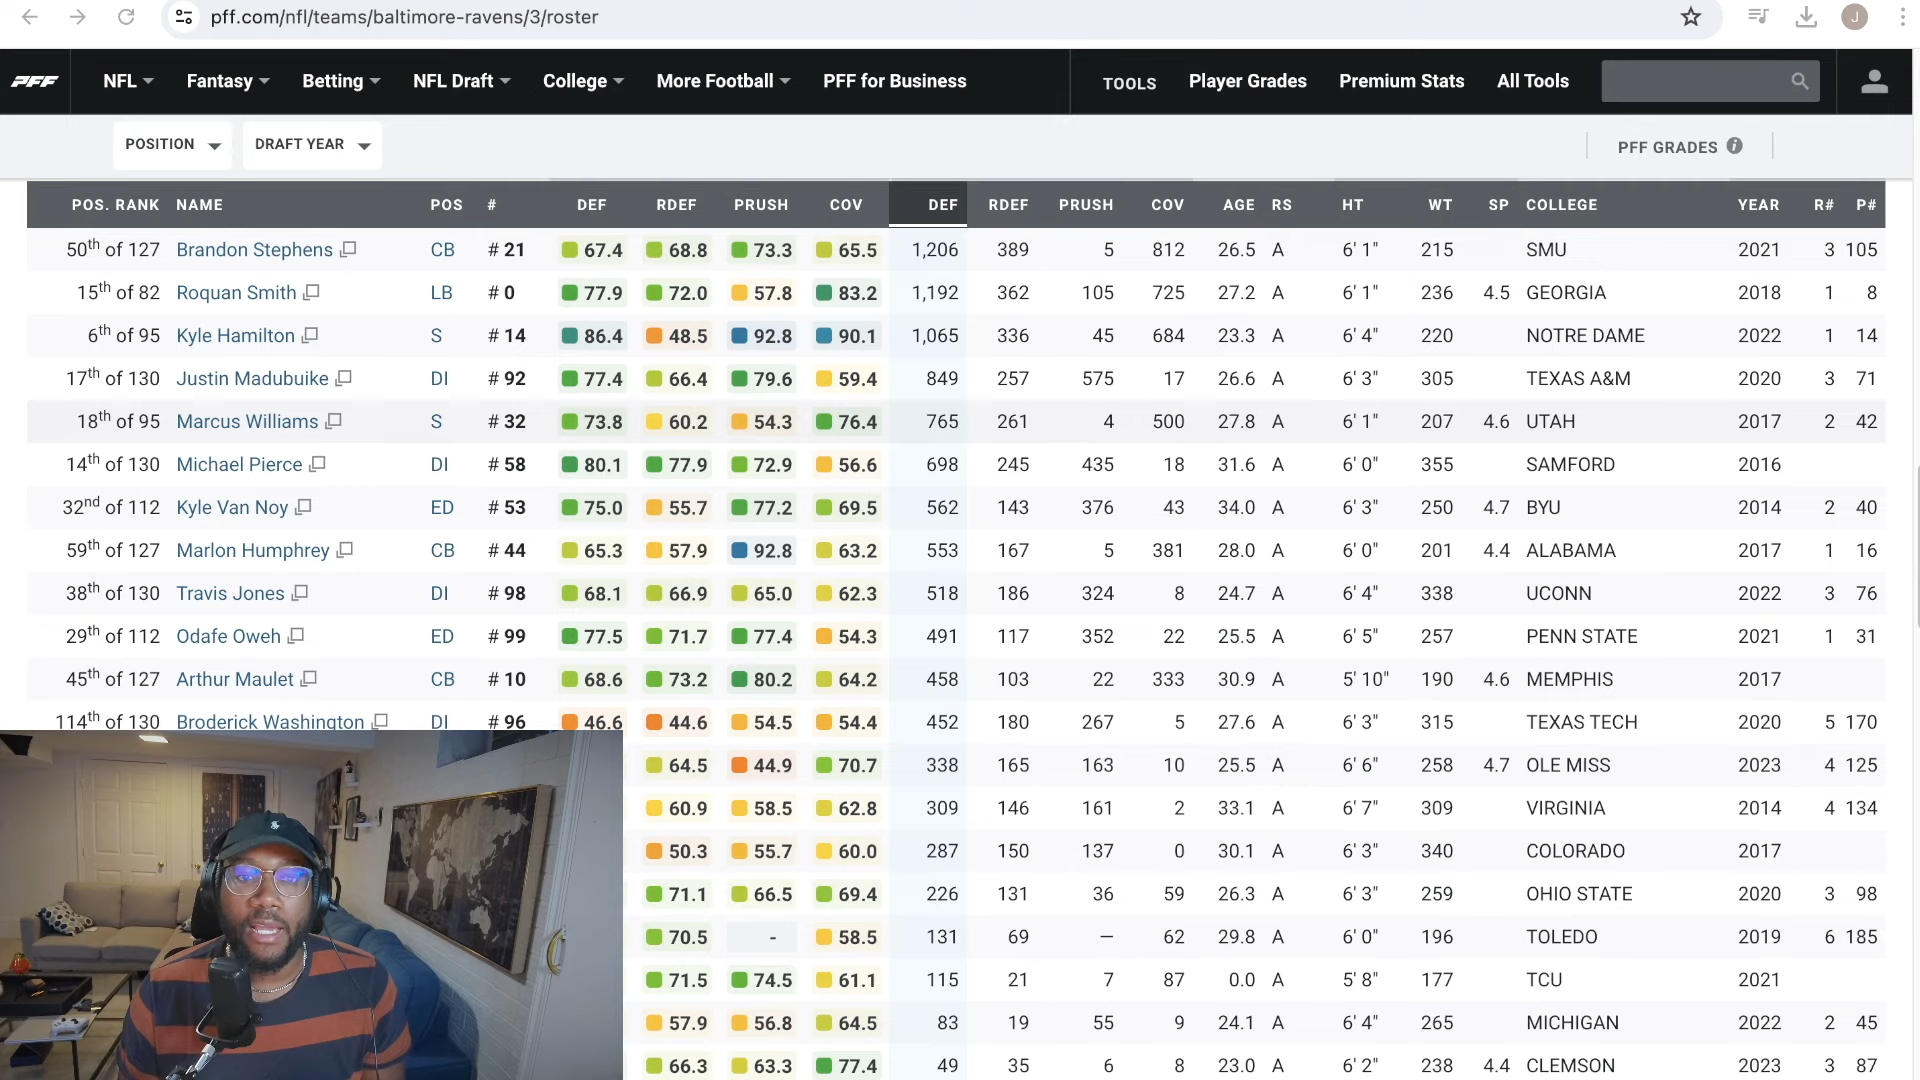 pff.com/nfl/teams/baltimore-ravens/3/roster
J
PFF NFL Fantasy Betting NFL Draft College More Football PFF for Business TOOLS Player Grades Premium Stats All Tools
POSITION DRAFT YEAR PFF GRADES i
POS. RANK NAME POS # DEF RDEF PRUSH COV DEF RDEF PRUSH COV AGE RS HT WT SP COLLEGE YEAR R# P#
50th of 127 Brandon Stephens CB # 21 67.4 68.8 73.3 65.5 1,206 389 5 812 26.5 A 6' 1" 215 SMU 2021 3 105
15th of 82 Roquan Smith LB # 0 77.9 72.0 57.8 83.2 1,192 362 105 725 27.2 A 6' 1" 236 4.5 GEORGIA 2018 1 8
6th of 95 Kyle Hamilton S # 14 86.4 48.5 92.8 90.1 1,065 336 45 684 23.3 A 6' 4" 220 NOTRE DAME 2022 1 14
17th of 130 Justin Madubuike DI # 92 77.4 66.4 79.6 59.4 849 257 575 17 26.6 A 6' 3" 305 TEXAS A&M 2020 3 71
18th of 95 Marcus Williams S # 32 73.8 60.2 54.3 76.4 765 261 4 500 27.8 A 6' 1" 207 4.6 UTAH 2017 2 42
14th of 130 Michael Pierce DI # 58 80.1 77.9 72.9 56.6 698 245 435 18 31.6 A 6' 0" 355 SAMFORD 2016
32nd of 112 Kyle Van Noy ED # 53 75.0 55.7 77.2 69.5 562 143 376 43 34.0 A 6' 3" 250 4.7 BYU 2014 2 40
59th of 127 Marlon Humphrey CB # 44 65.3 57.9 92.8 63.2 553 167 5 381 28.0 A 6' 0" 201 4.4 ALABAMA 2017 1 16
38th of 130 Travis Jones DI # 98 68.1 66.9 65.0 62.3 518 186 324 8 24.7 A 6' 4" 338 UCONN 2022 3 76
29th of 112 Odafe Oweh ED # 99 77.5 71.7 77.4 54.3 491 117 352 22 25.5 A 6' 5" 257 PENN STATE 2021 1 31
45th of 127 Arthur Maulet CB # 10 68.6 73.2 80.2 64.2 458 103 22 333 30.9 A 5' 10" 190 4.6 MEMPHIS 2017
114th of 130 Broderick Washington DI # 96 46.6 44.6 54.5 54.4 452 180 267 5 27.6 A 6' 3" 315 TEXAS TECH 2020 5 170
64.5 44.9 70.7 338 165 163 10 25.5 A 6' 6" 258 4.7 OLE MISS 2023 4 125
60.9 58.5 62.8 309 146 161 2 33.1 A 6' 7" 309 VIRGINIA 2014 4 134
50.3 55.7 60.0 287 150 137 0 30.1 A 6' 3" 340 COLORADO 2017
71.1 66.5 69.4 226 131 36 59 26.3 A 6' 3" 259 OHIO STATE 2020 3 98
70.5 - 58.5 131 69 — 62 29.8 A 6' 0" 196 TOLEDO 2019 6 185
71.5 74.5 61.1 115 21 7 87 0.0 A 5' 8" 177 TCU 2021
57.9 56.8 64.5 83 19 55 9 24.1 A 6' 4" 265 MICHIGAN 2022 2 45
66.3 63.3 77.4 49 35 6 8 23.0 A 6' 2" 238 4.4 CLEMSON 2023 3 87